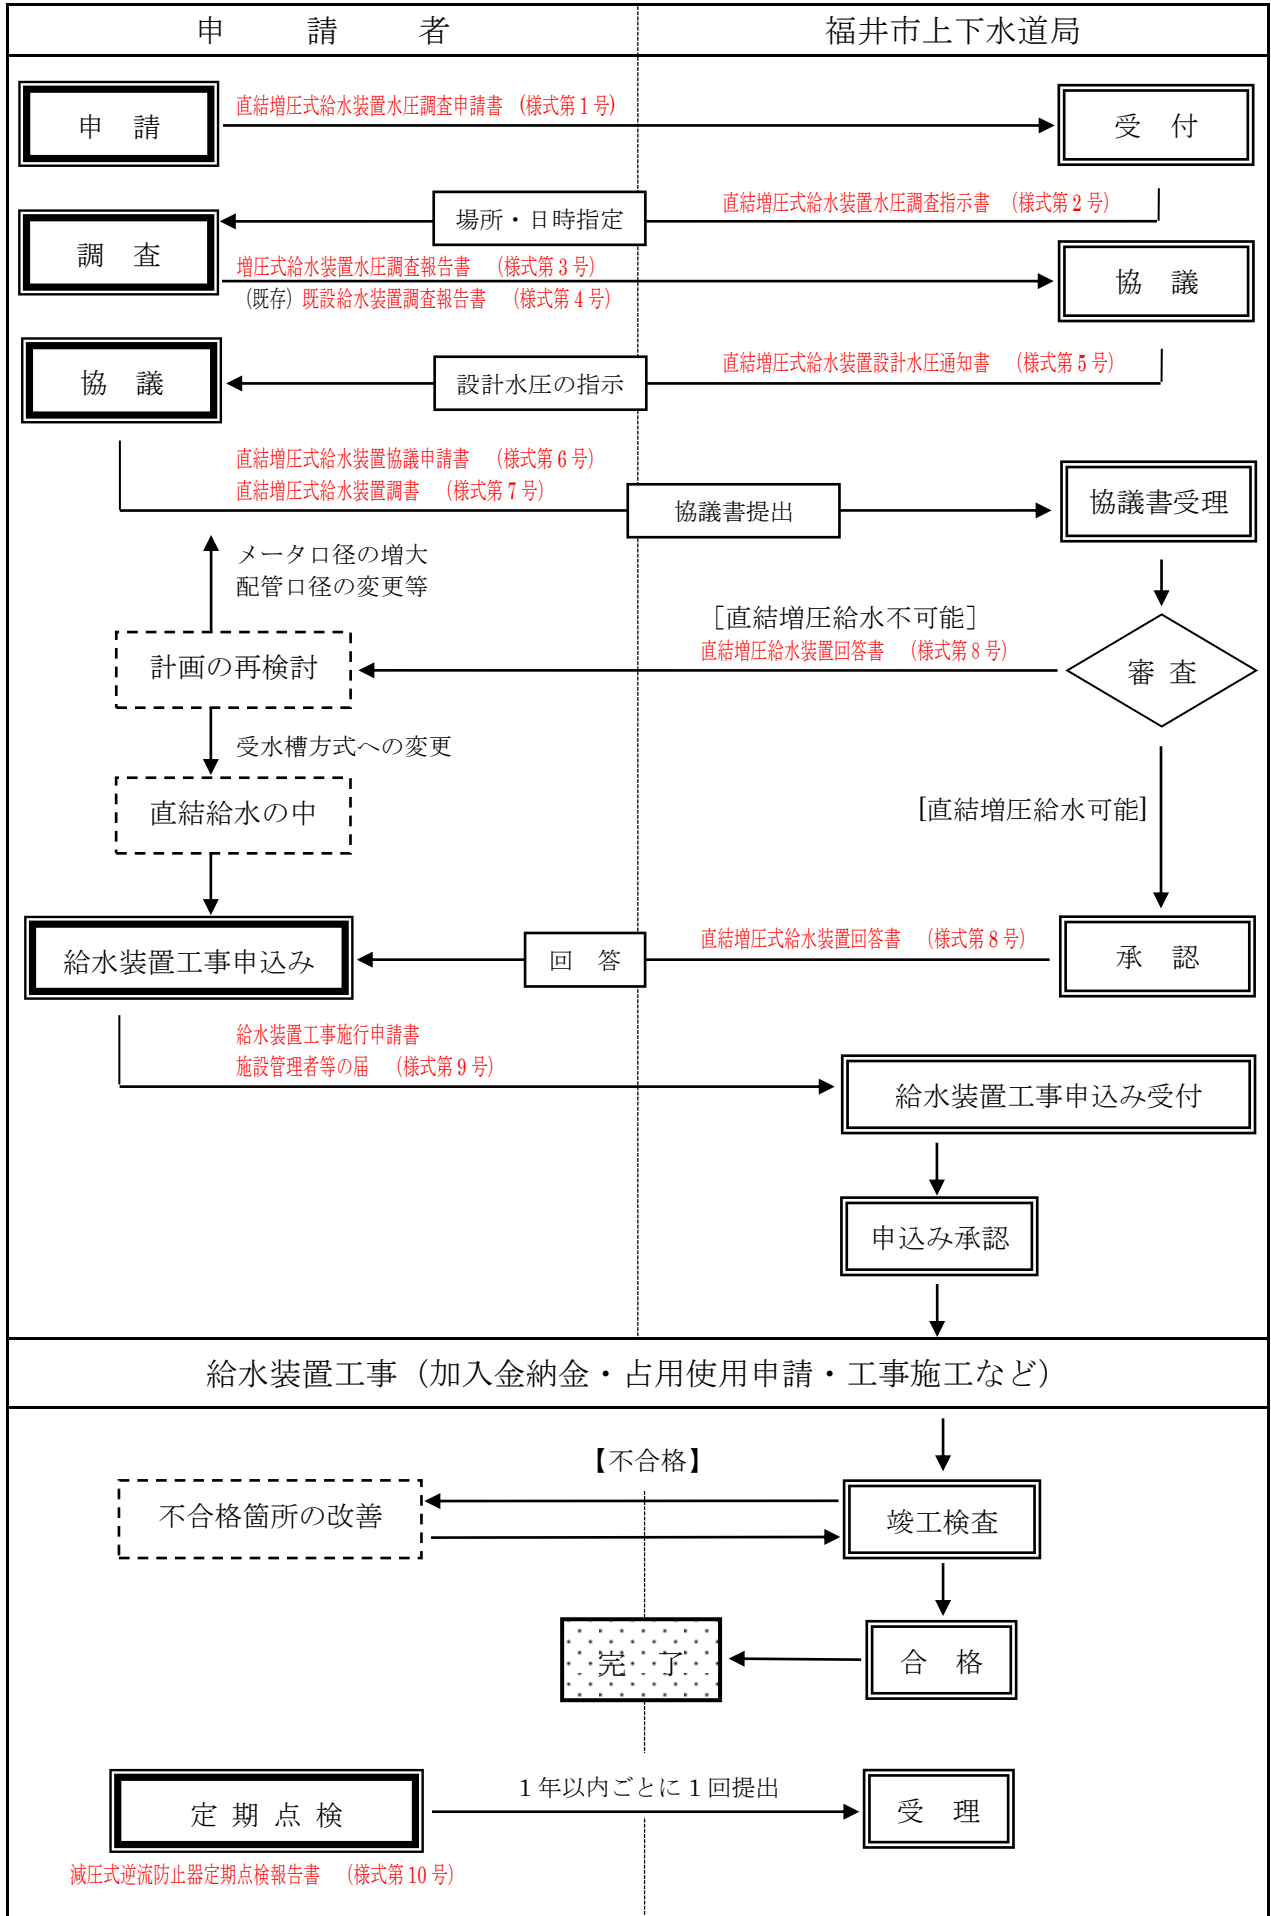 申　請　者
福井市上下水道局
申　請
直結増圧式給水装置水圧調査申請書　(様式第１号)
受　付
場所・日時指定
直結増圧式給水装置水圧調査指示書　(様式第２号)
調　査
増圧式給水装置水圧調査報告書　(様式第３号)
(既存) 既設給水装置調査報告書　(様式第４号)
協　議
協　議
設計水圧の指示
直結増圧式給水装置設計水圧通知書　(様式第５号)
直結増圧式給水装置協議申請書　(様式第６号)
直結増圧式給水装置調書　(様式第７号)
協議書提出
協議書受理
メータ口径の増大
配管口径の変更等
［直結増圧給水不可能］
直結増圧給水装置回答書　(様式第８号)
計画の再検討
審 査
受水槽方式への変更
直結給水の中
[直結増圧給水可能]
給水装置工事申込み
回　答
直結増圧式給水装置回答書　(様式第８号)
承　認
給水装置工事施行申請書
施設管理者等の届　(様式第９号)
給水装置工事申込み受付
申込み承認
給水装置工事（加入金納金・占用使用申請・工事施工など）
【不合格】
不合格箇所の改善
竣工検査
完　了
合　格
定 期 点 検
１年以内ごとに１回提出
受　理
減圧式逆流防止器定期点検報告書　(様式第10号)